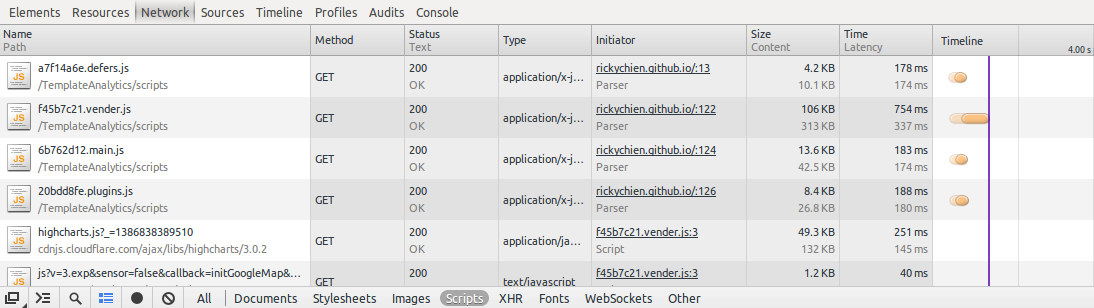 Elements Resources Network Sources Timeline Profiles Audits Console
Name Path Method Status Text Type Initiator Size Content Time Latency Timeline 4.00 s
a7f14a6e.defers.js GET 200 application/x-j... rickychien.github.io/:13 4.2 KB 178 ms
/TemplateAnalytics/scripts OK Parser 10.1 KB 174 ms
f45b7c21.vender.js GET 200 application/x-j... rickychien.github.io/:122 106 KB 754 ms
/TemplateAnalytics/scripts OK Parser 313 KB 337 ms
6b762d12.main.js GET 200 application/x-j... rickychien.github.io/:124 13.6 KB 183 ms
/TemplateAnalytics/scripts OK Parser 42.5 KB 174 ms
20bdd8fe.plugins.js GET 200 application/x-j... rickychien.github.io/:126 8.4 KB 188 ms
/TemplateAnalytics/scripts OK Parser 26.8 KB 180 ms
highcharts.js?_=1386838389510 GET 200 application/ja... f45b7c21.vender.js:3 49.3 KB 251 ms
cdnjs.cloudflare.com/ajax/libs/highcharts/3.0.2 OK Script 132 KB 145 ms
js?v=3.exp&sensor=false&callback=initGoogleMap&... GET 200 text/javascript f45b7c21.vender.js:3 1.2 KB 40 ms
All Documents Stylesheets Images Scripts XHR Fonts WebSockets Other